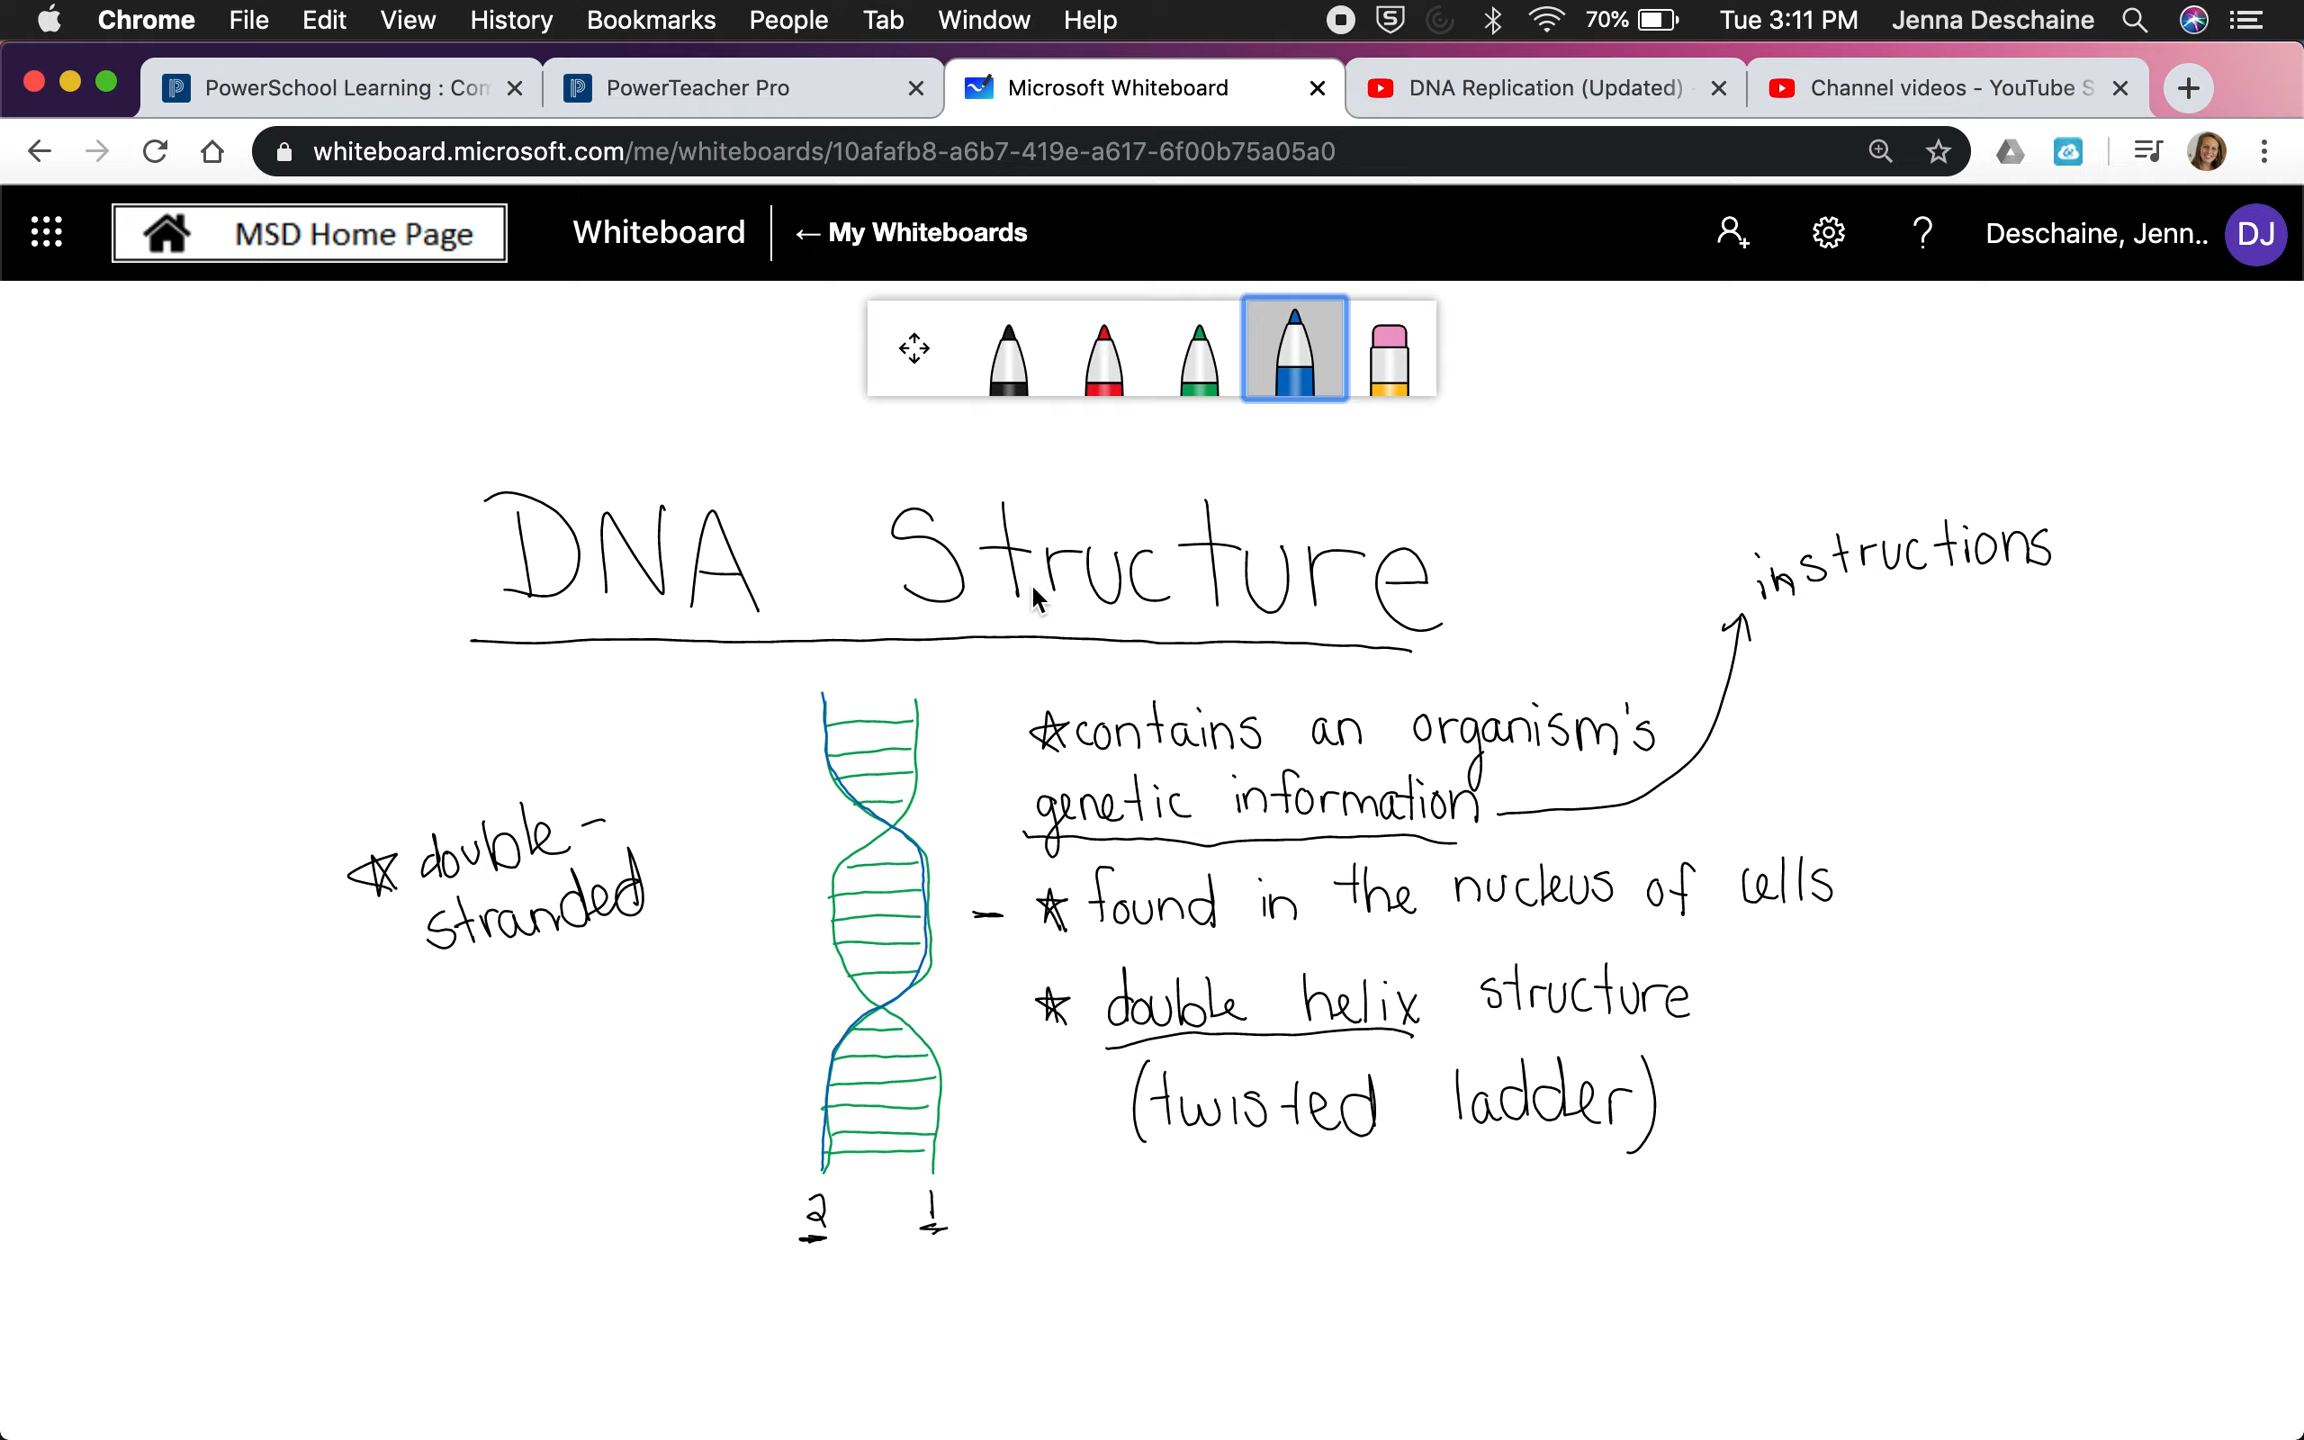 Chrome File Edit View History Bookmarks People Tab Window Help 70% Tue 3:11 PM Jenna Deschaine
PowerSchool Learning : Com PowerTeacher Pro Microsoft Whiteboard DNA Replication (Updated) Channel videos - YouTube S
whiteboard.microsoft.com/me/whiteboards/10afafb8-a6b7-419e-a617-6f00b75a05a0
MSD Home Page Whiteboard ← My Whiteboards ? Deschaine, Jenn.. DJ
DNA Structure
instructions
☆contains an organism's
genetic information
☆ double-
stranded
- ☆ found in the nucleus of cells
☆ double helix structure
(twisted ladder)
2 1